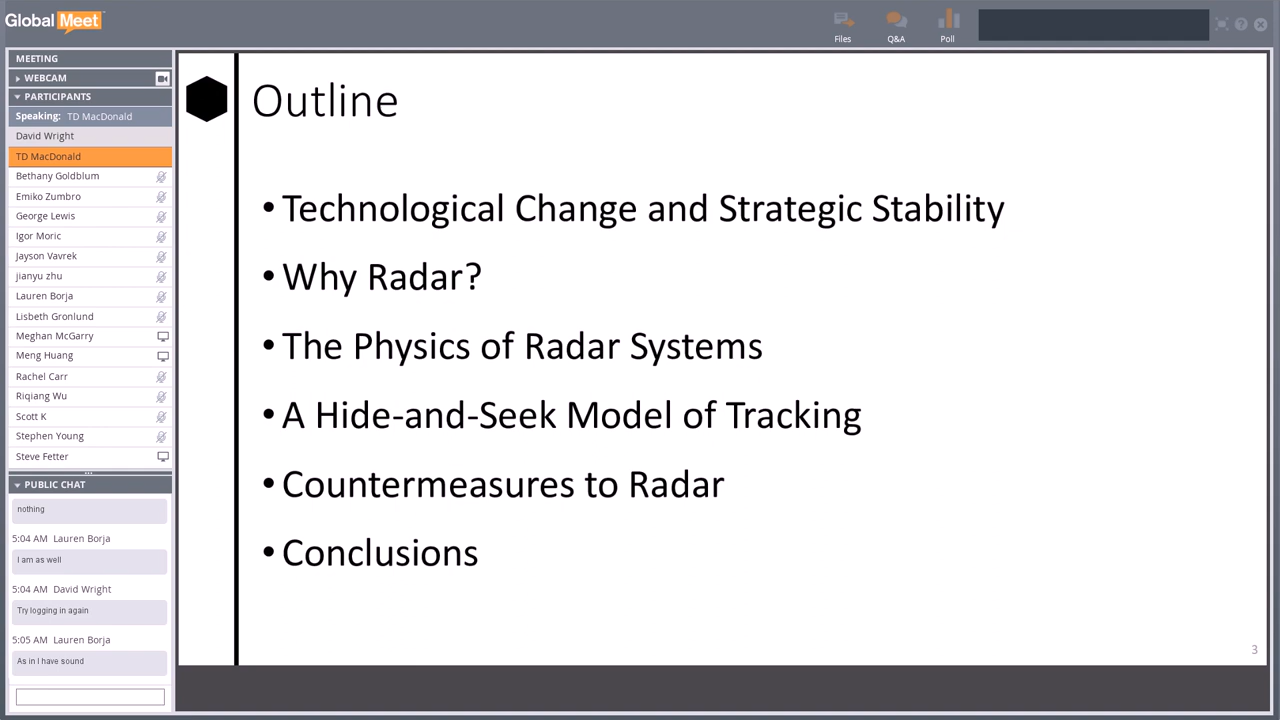 Global Meet
Files
Q&A
Poll
MEETING
WEBCAM
PARTICIPANTS
Speaking: TD MacDonald
David Wright
TD MacDonald
Bethany Goldblum
Emiko Zumbro
George Lewis
Igor Moric
Jayson Vavrek
jianyu zhu
Lauren Borja
Lisbeth Gronlund
Meghan McGarry
Meng Huang
Rachel Carr
Riqiang Wu
Scott K
Stephen Young
Steve Fetter
PUBLIC CHAT
nothing
5:04 AM Lauren Borja
I am as well
5:04 AM David Wright
Try logging in again
5:05 AM Lauren Borja
As in I have sound
Outline
• Technological Change and Strategic Stability
• Why Radar?
• The Physics of Radar Systems
• A Hide-and-Seek Model of Tracking
• Countermeasures to Radar
• Conclusions
3